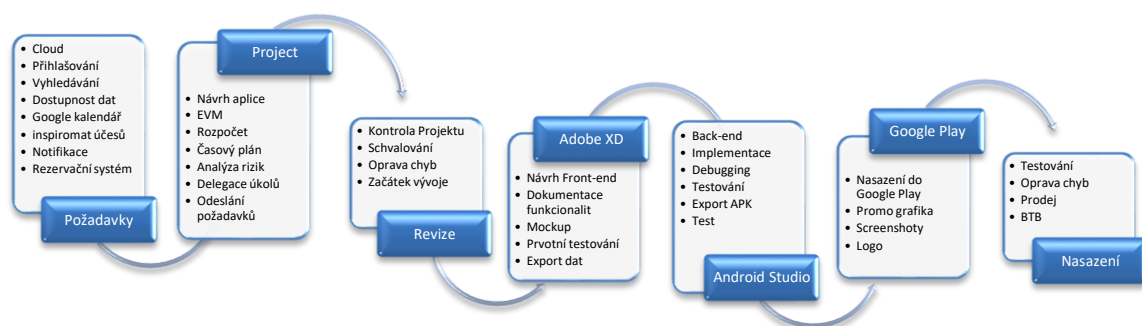 Cloud
Přihlašování
Vyhledávání
Dostupnost dat
Google kalendář
inspiromat účesů
Notifikace
Rezervační systém
Požadavky
Project
Návrh aplice
EVM
Rozpočet
Časový plán
Analýza rizik
Delegace úkolů
Odeslání
požadavků
Kontrola Projektu
Schvalování
Oprava chyb
Začátek vývoje
Revize
Adobe XD
Návrh Front-end
Dokumentace
funkcionalit
Mockup
Prvotní testování
Export dat
Back-end
Implementace
Debugging
Testování
Export APK
Test
Android Studio
Google Play
Nasazení do
Google Play
Promo grafika
Screenshoty
Logo
Testování
Oprava chyb
Prodej
BTB
Nasazení